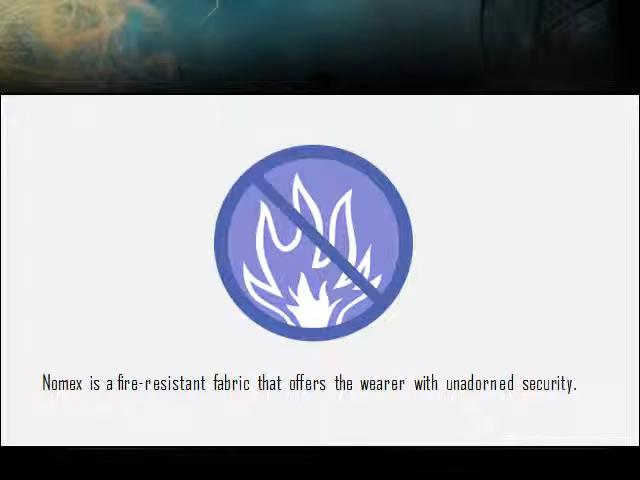 Nomex is a fire-resistant fabric that offers the wearer with unadorned security.